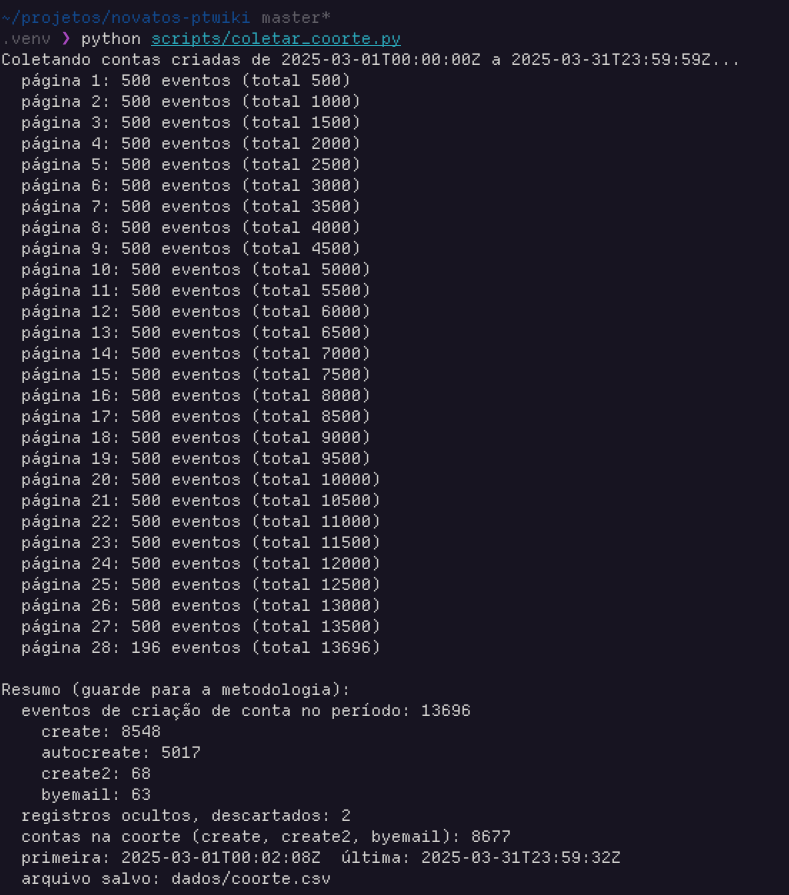 ~/projetos/novatos-ptwiki master*
.venv ❯ python scripts/coletar_coorte.py
Coletando contas criadas de 2025-03-01T00:00:00Z a 2025-03-31T23:59:59Z...
página 1: 500 eventos (total 500)
página 2: 500 eventos (total 1000)
página 3: 500 eventos (total 1500)
página 4: 500 eventos (total 2000)
página 5: 500 eventos (total 2500)
página 6: 500 eventos (total 3000)
página 7: 500 eventos (total 3500)
página 8: 500 eventos (total 4000)
página 9: 500 eventos (total 4500)
página 10: 500 eventos (total 5000)
página 11: 500 eventos (total 5500)
página 12: 500 eventos (total 6000)
página 13: 500 eventos (total 6500)
página 14: 500 eventos (total 7000)
página 15: 500 eventos (total 7500)
página 16: 500 eventos (total 8000)
página 17: 500 eventos (total 8500)
página 18: 500 eventos (total 9000)
página 19: 500 eventos (total 9500)
página 20: 500 eventos (total 10000)
página 21: 500 eventos (total 10500)
página 22: 500 eventos (total 11000)
página 23: 500 eventos (total 11500)
página 24: 500 eventos (total 12000)
página 25: 500 eventos (total 12500)
página 26: 500 eventos (total 13000)
página 27: 500 eventos (total 13500)
página 28: 196 eventos (total 13696)
Resumo (guarde para a metodologia):
eventos de criação de conta no período: 13696
create: 8548
autocreate: 5017
create2: 68
byemail: 63
registros ocultos, descartados: 2
contas na coorte (create, create2, byemail): 8677
primeira: 2025-03-01T00:02:08Z  última: 2025-03-31T23:59:32Z
arquivo salvo: dados/coorte.csv